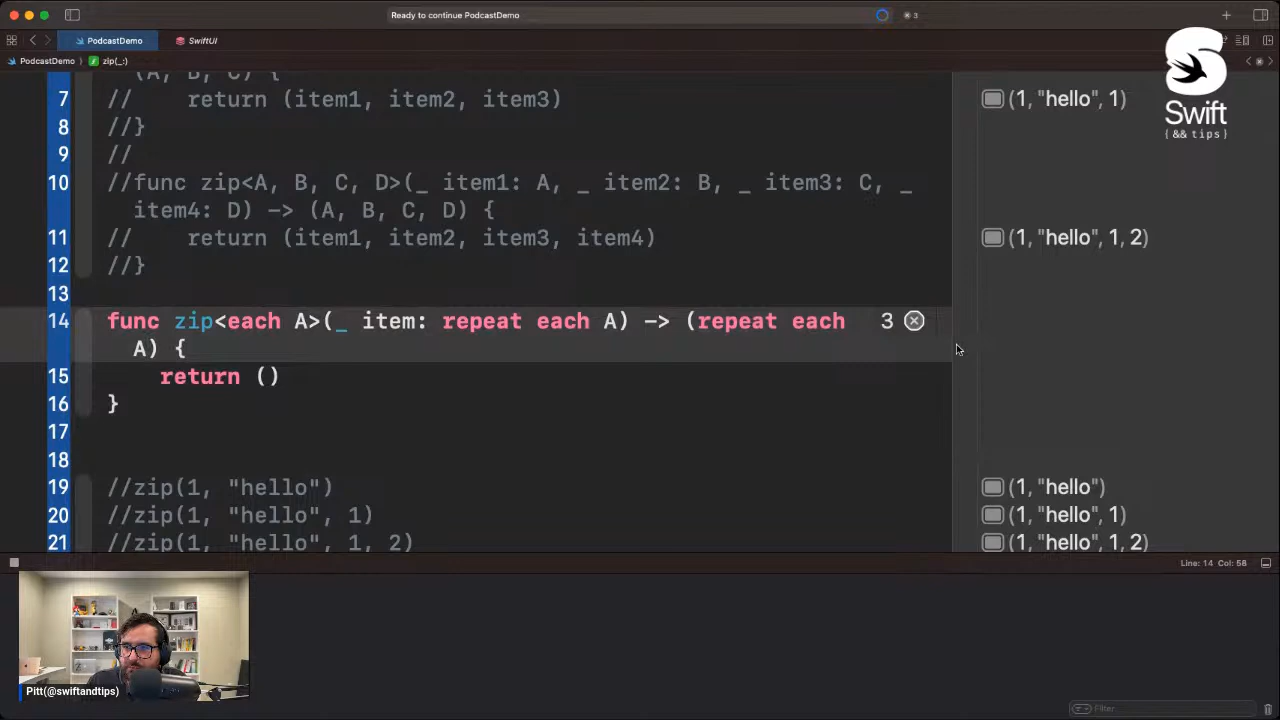 Ready to continue PodcastDemo
3
PodcastDemo
SwiftUI
PodcastDemo
zip(_:)
Swift
{ && tips }
(A, B, C) {
7 //     return (item1, item2, item3)
(1, "hello", 1)
8 //}
9 //
10 //func zip<A, B, C, D>(_ item1: A, _ item2: B, _ item3: C, _
item4: D) -> (A, B, C, D) {
11 //     return (item1, item2, item3, item4)
(1, "hello", 1, 2)
12 //}
13
14 func zip<each A>(_ item: repeat each A) -> (repeat each
3
A) {
15     return ()
16 }
17
18
19 //zip(1, "hello")
(1, "hello")
20 //zip(1, "hello", 1)
(1, "hello", 1)
21 //zip(1, "hello", 1, 2)
(1, "hello", 1, 2)
Line: 14 Col: 58
Pitt(@swiftandtips)
Filter